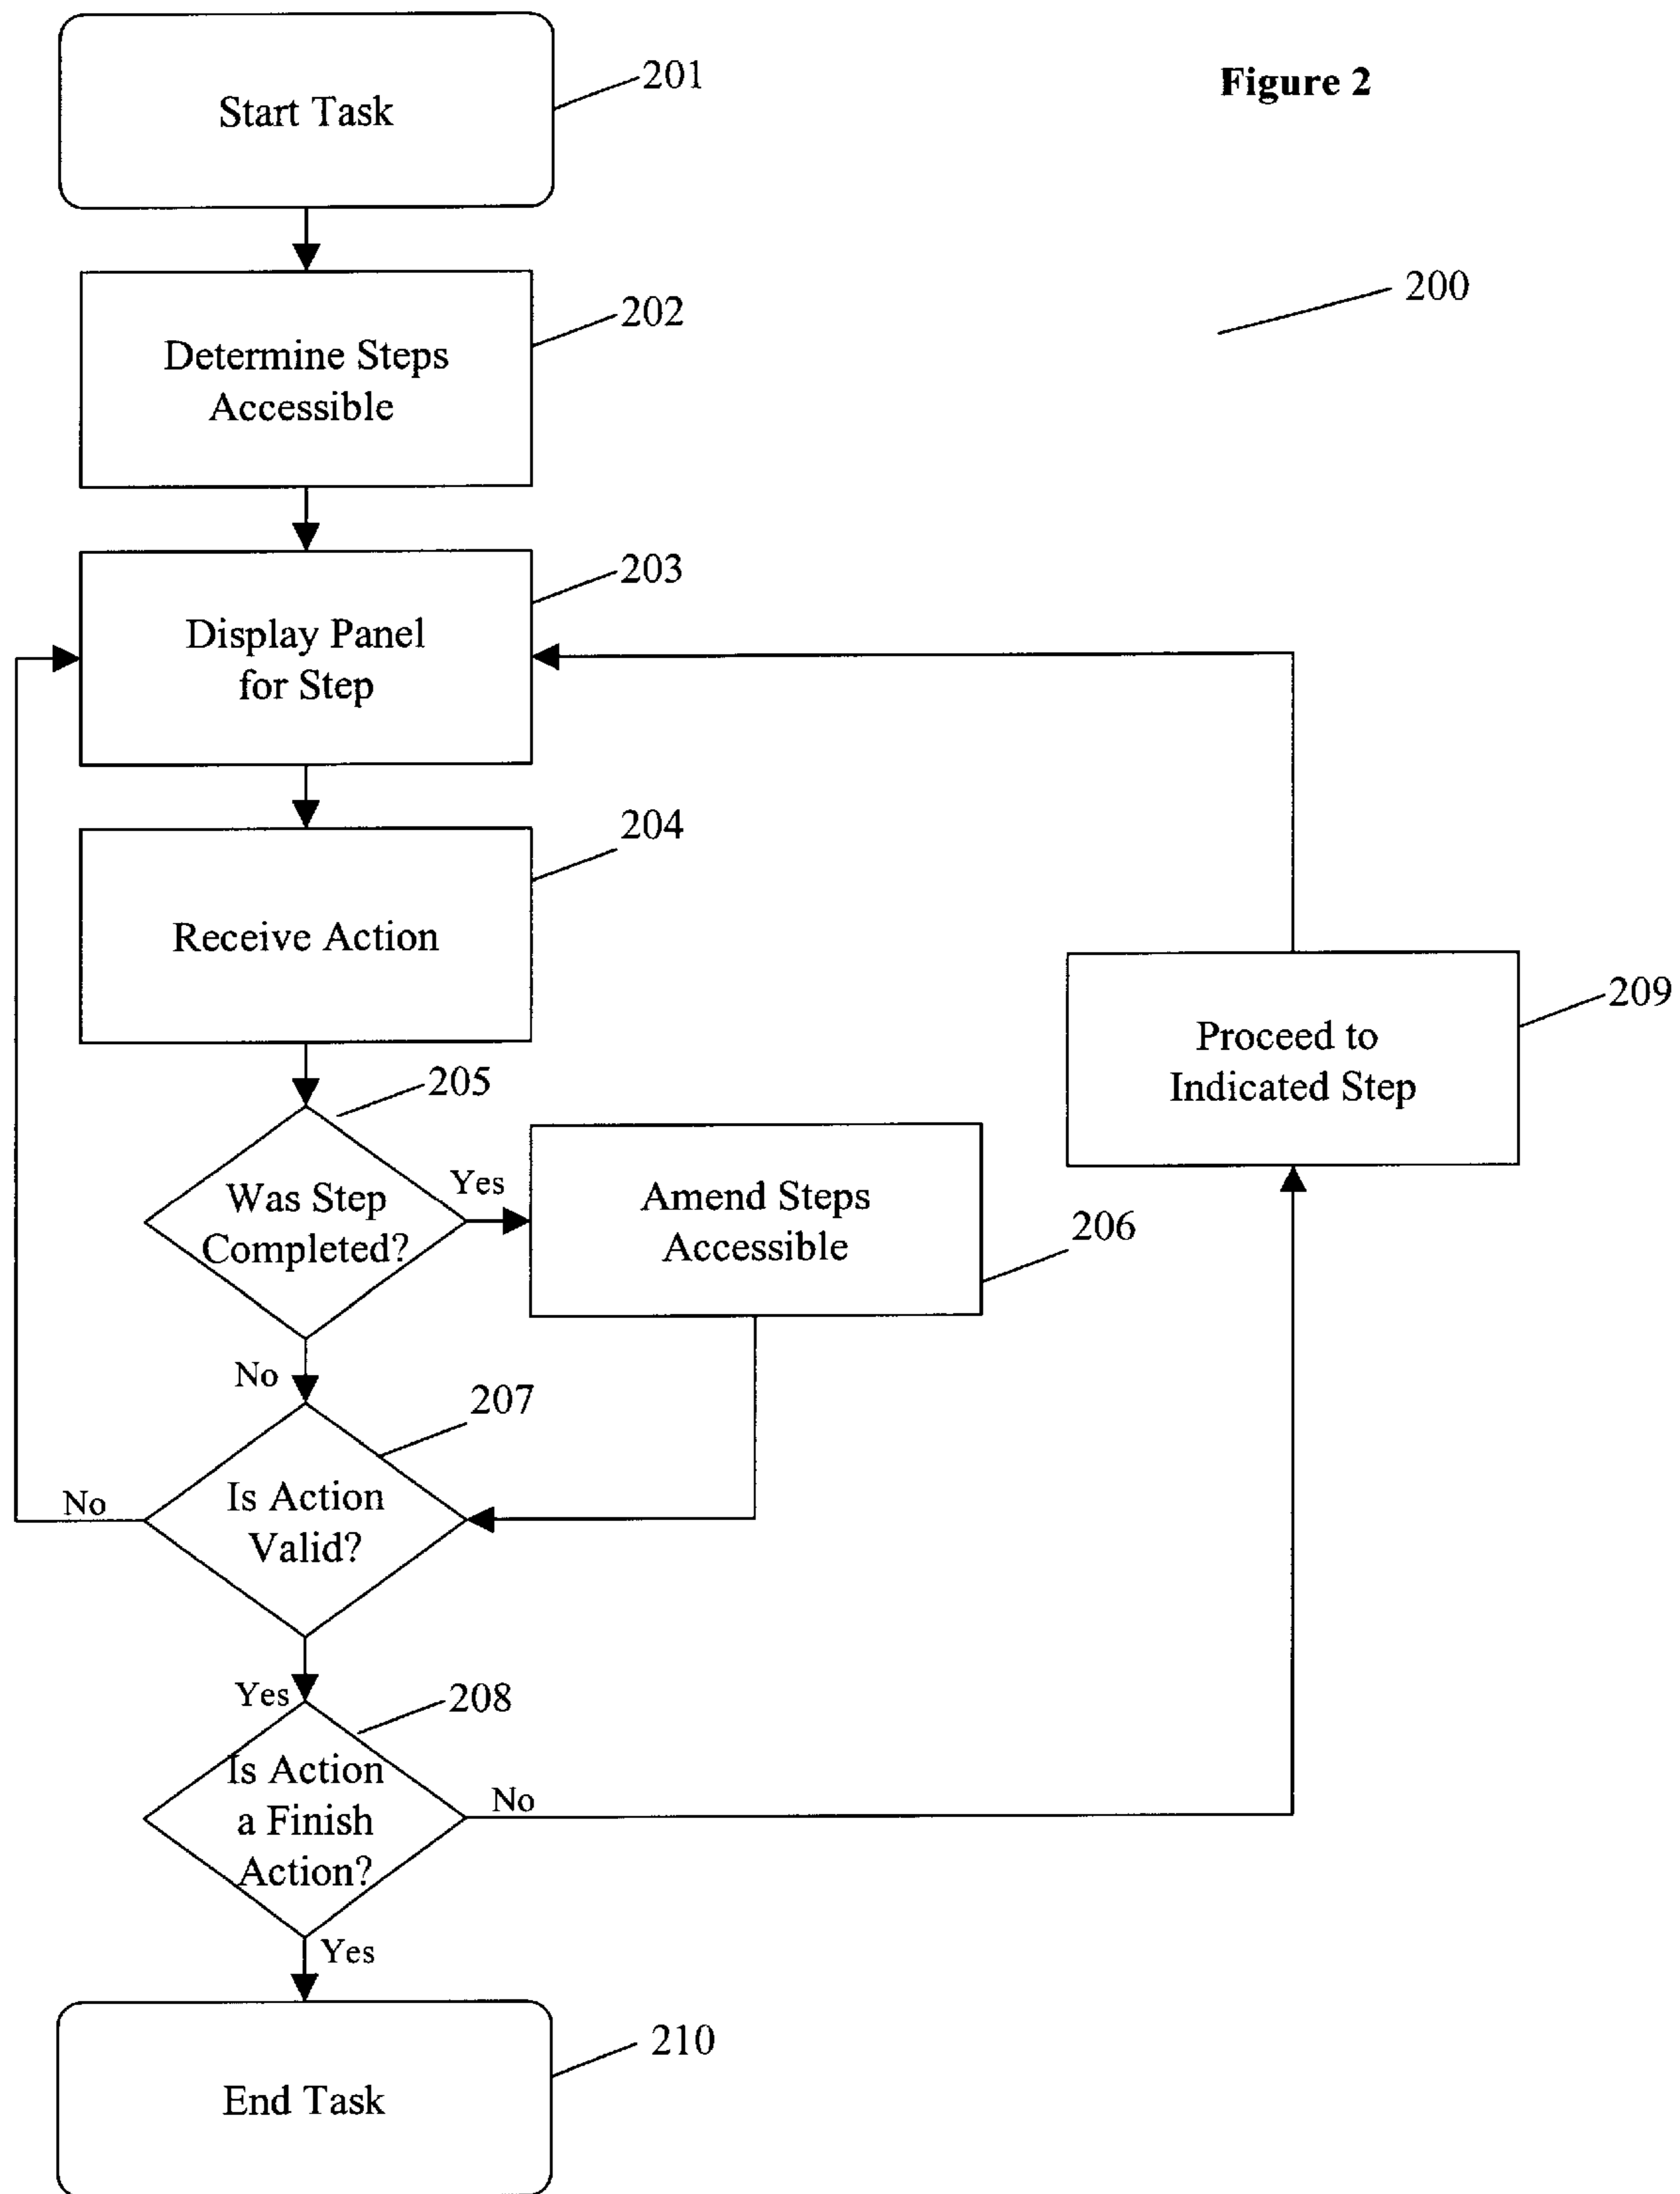 Figure 2
200
Start Task
201
Determine Steps
Accessible
202
Display Panel
for Step
203
Receive Action
204
Was Step
Completed?
205
Yes
No
Amend Steps
Accessible
206
Is Action
Valid?
207
No
Yes
Is Action
a Finish
Action?
208
No
Yes
Proceed to
Indicated Step
209
End Task
210